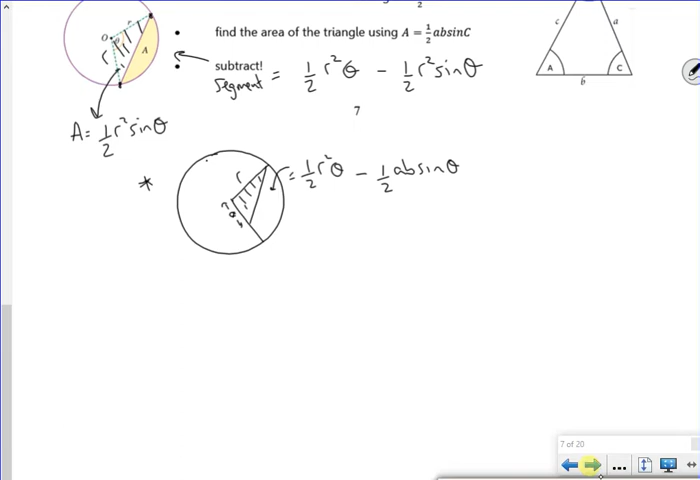 2
find the area of the triangle using A = ½absinC
c
a
A
C
b
O
r
r
A
subtract!
Segment = ½r²θ − ½r²sinθ
7
A = ½r²sinθ
* r = ½r²θ − ½absinθ
7 of 20